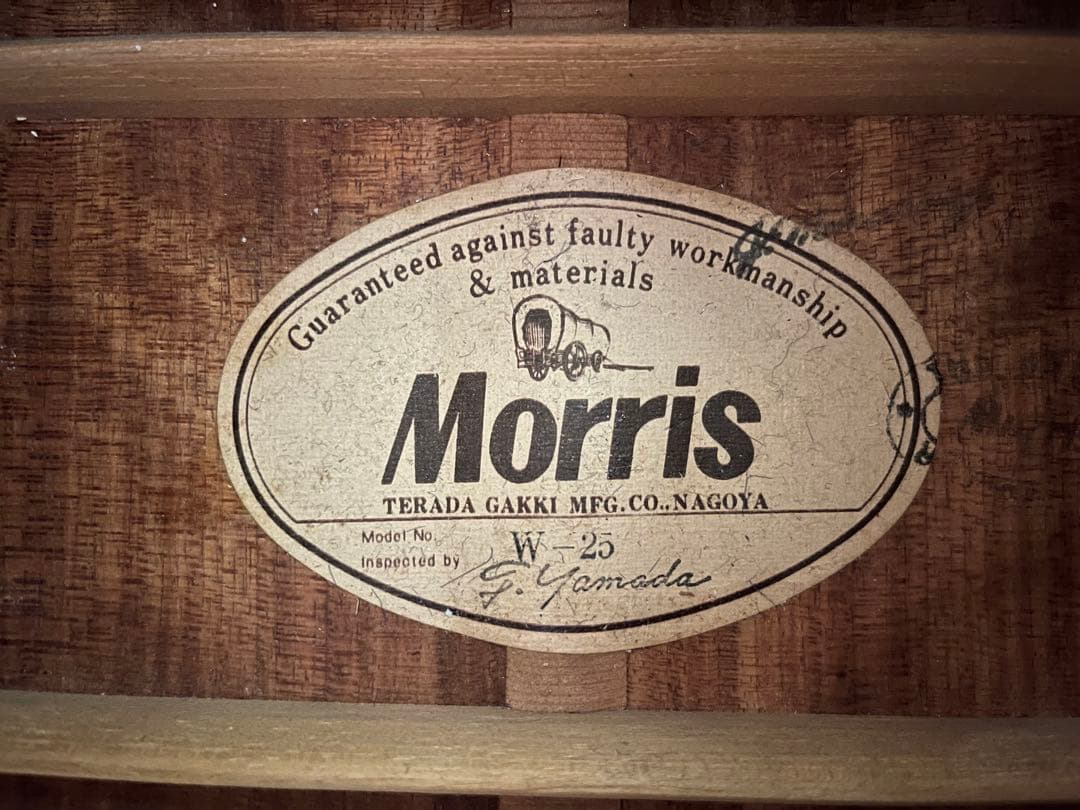 Guaranteed against faulty workmanship
& materials
Morris
TERADA GAKKI MFG.CO.,NAGOYA
Model No. W-25
Inspected by G. Yamada